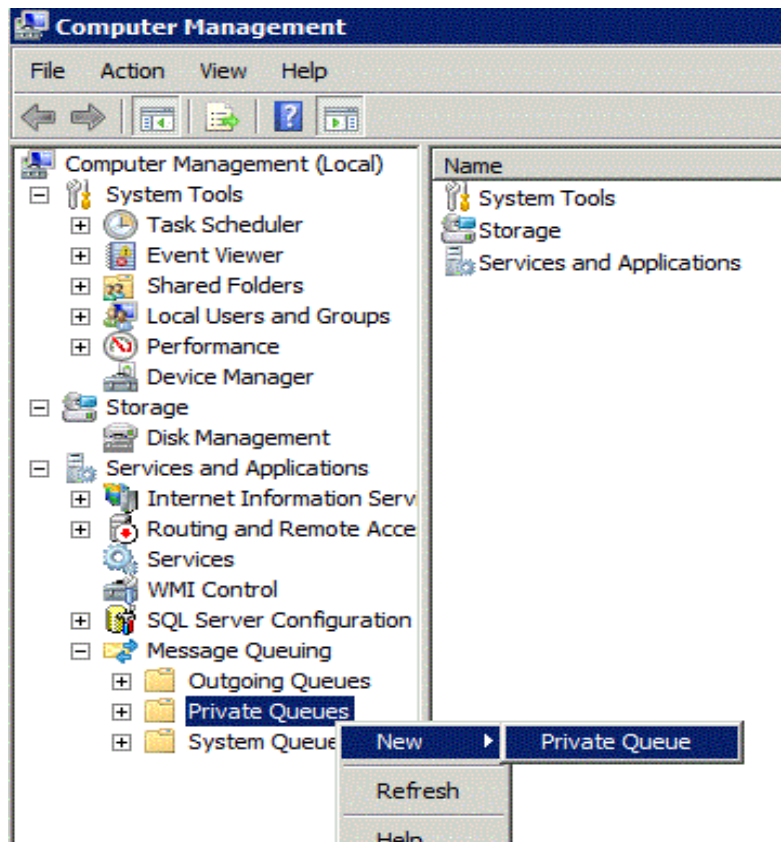 Computer Management
File Action View Help
Computer Management (Local)
System Tools
Task Scheduler
Event Viewer
Shared Folders
Local Users and Groups
Performance
Device Manager
Storage
Disk Management
Services and Applications
Internet Information Servi
Routing and Remote Acce
Services
WMI Control
SQL Server Configuration
Message Queuing
Outgoing Queues
Private Queues
System Queue
Name
System Tools
Storage
Services and Applications
New
Private Queue
Refresh
Help